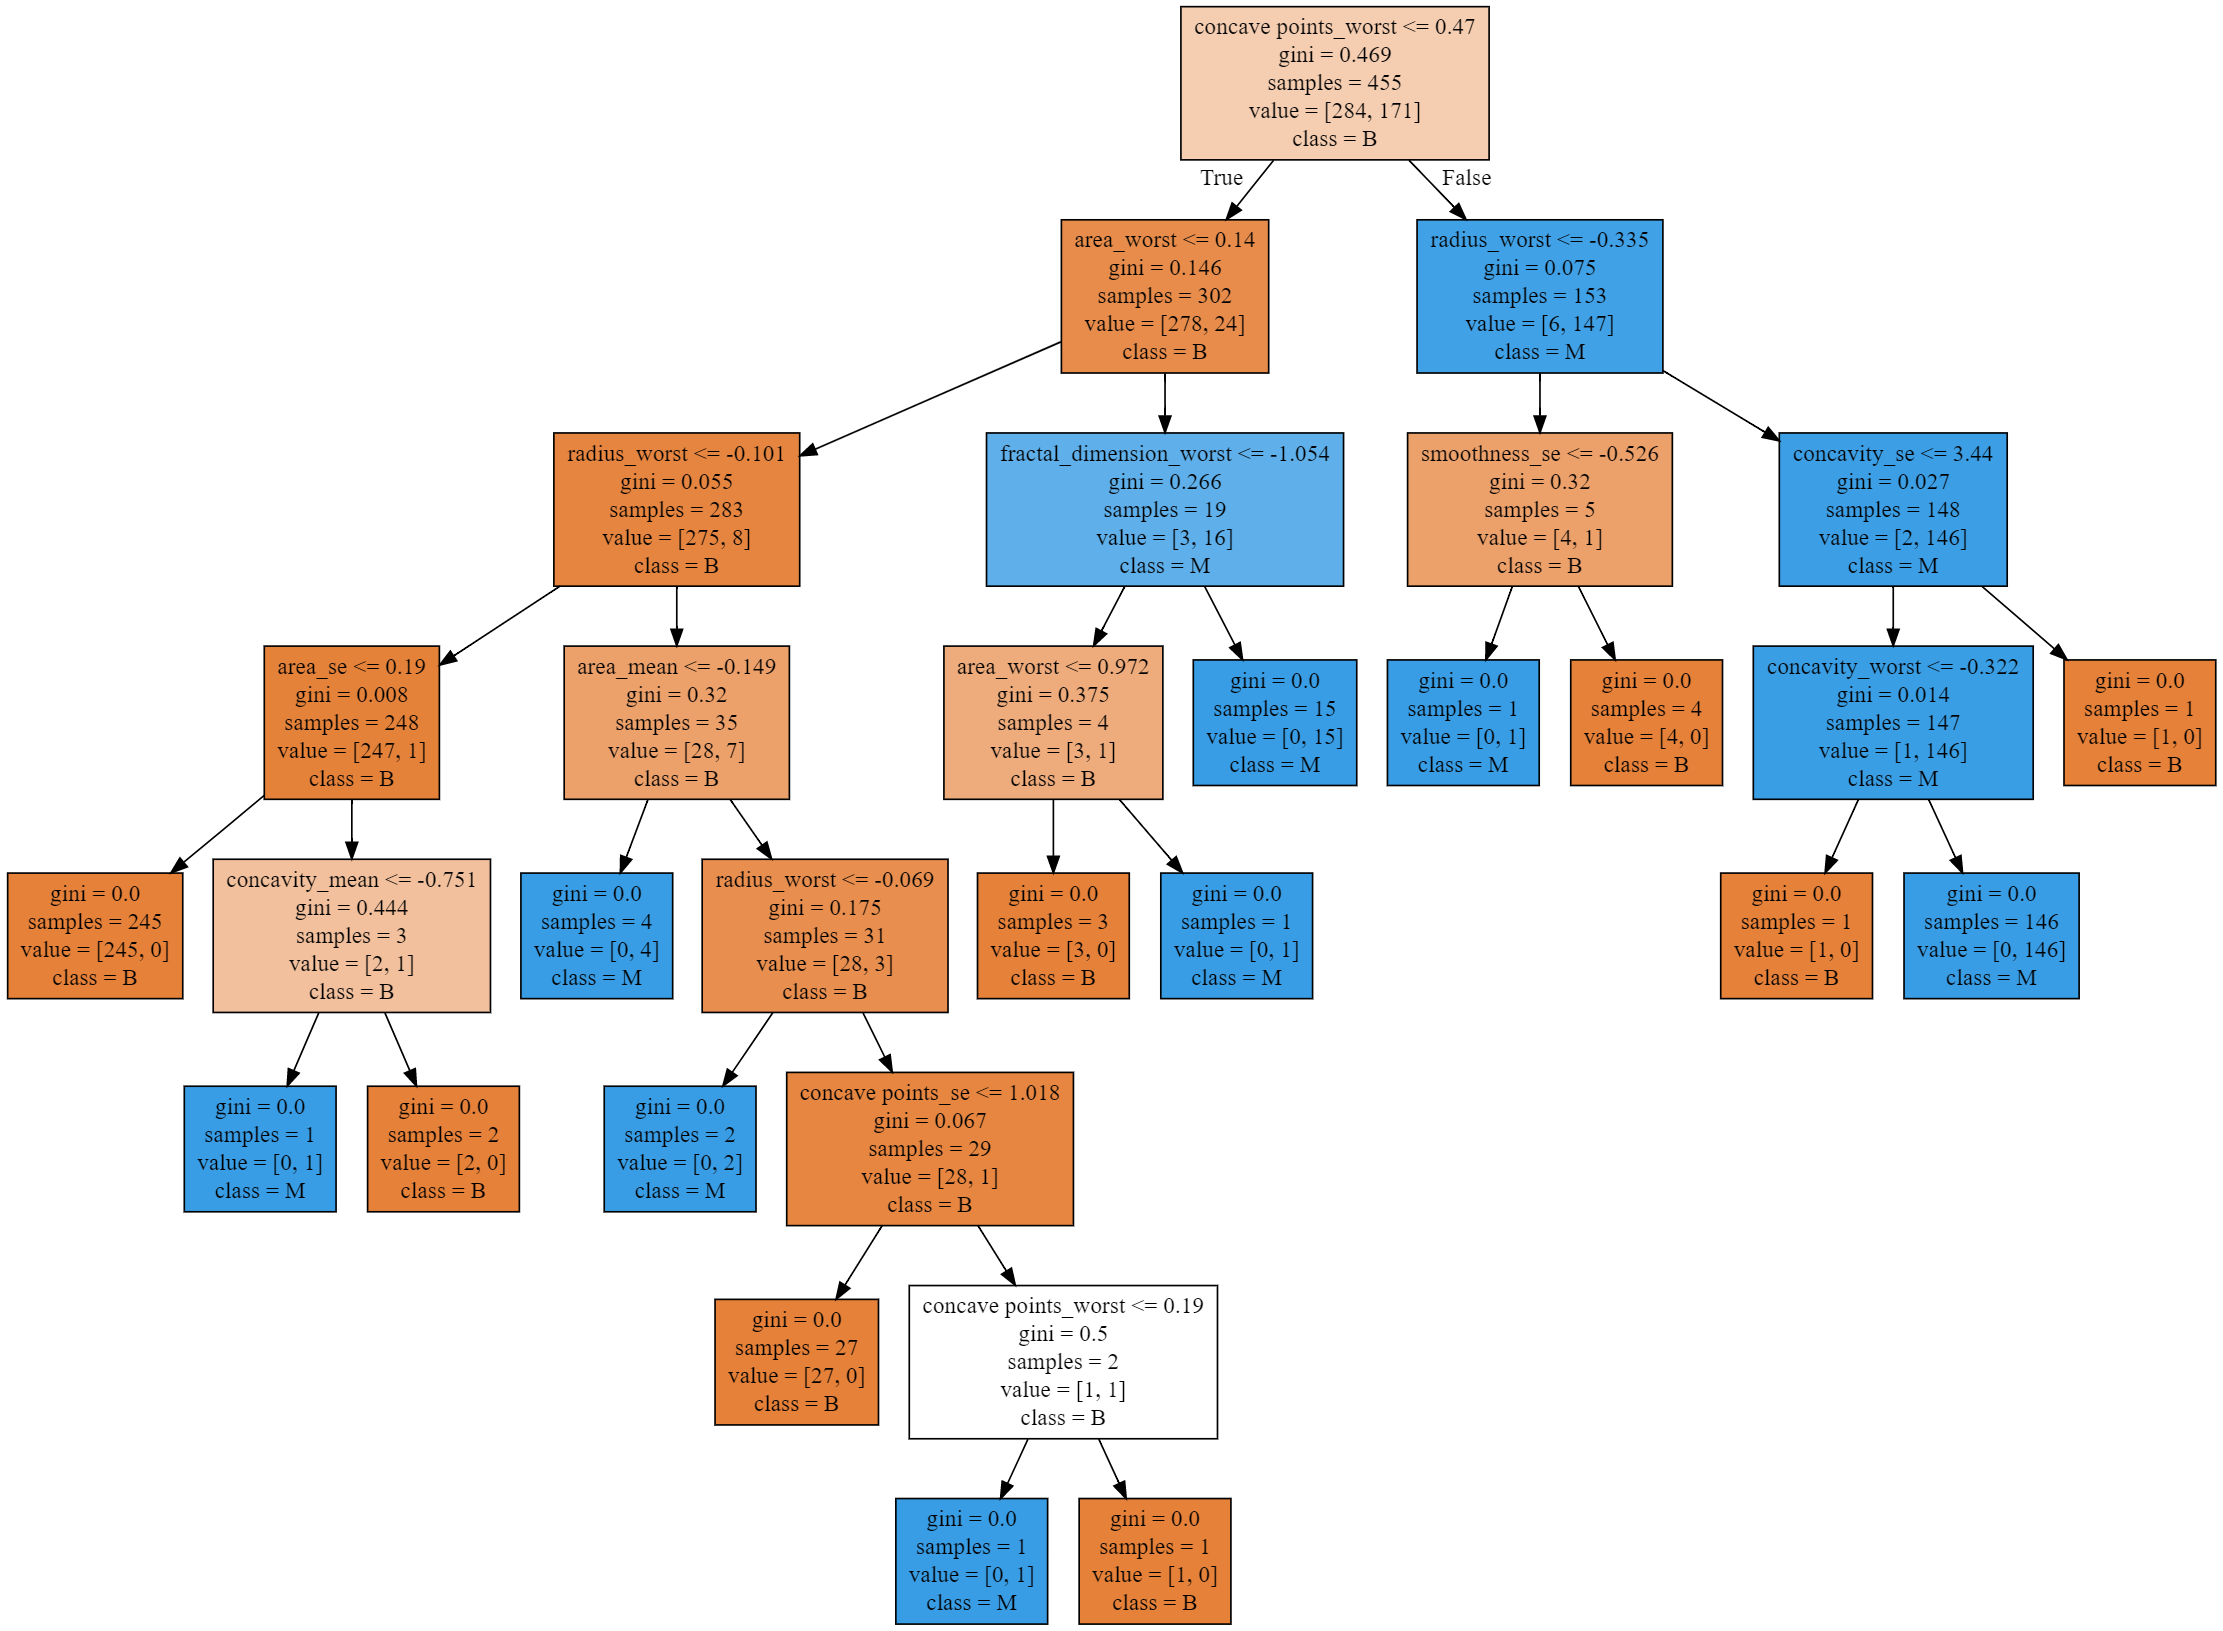 concave points_worst <= 0.47
gini = 0.469
samples = 455
value = [284, 171]
class = B
True
False
area_worst <= 0.14
gini = 0.146
samples = 302
value = [278, 24]
class = B
radius_worst <= -0.335
gini = 0.075
samples = 153
value = [6, 147]
class = M
radius_worst <= -0.101
gini = 0.055
samples = 283
value = [275, 8]
class = B
fractal_dimension_worst <= -1.054
gini = 0.266
samples = 19
value = [3, 16]
class = M
smoothness_se <= -0.526
gini = 0.32
samples = 5
value = [4, 1]
class = B
concavity_se <= 3.44
gini = 0.027
samples = 148
value = [2, 146]
class = M
area_se <= 0.19
gini = 0.008
samples = 248
value = [247, 1]
class = B
area_mean <= -0.149
gini = 0.32
samples = 35
value = [28, 7]
class = B
area_worst <= 0.972
gini = 0.375
samples = 4
value = [3, 1]
class = B
gini = 0.0
samples = 15
value = [0, 15]
class = M
gini = 0.0
samples = 1
value = [0, 1]
class = M
gini = 0.0
samples = 4
value = [4, 0]
class = B
concavity_worst <= -0.322
gini = 0.014
samples = 147
value = [1, 146]
class = M
gini = 0.0
samples = 1
value = [1, 0]
class = B
gini = 0.0
samples = 245
value = [245, 0]
class = B
concavity_mean <= -0.751
gini = 0.444
samples = 3
value = [2, 1]
class = B
gini = 0.0
samples = 4
value = [0, 4]
class = M
radius_worst <= -0.069
gini = 0.175
samples = 31
value = [28, 3]
class = B
gini = 0.0
samples = 3
value = [3, 0]
class = B
gini = 0.0
samples = 1
value = [0, 1]
class = M
gini = 0.0
samples = 1
value = [1, 0]
class = B
gini = 0.0
samples = 146
value = [0, 146]
class = M
gini = 0.0
samples = 1
value = [0, 1]
class = M
gini = 0.0
samples = 2
value = [2, 0]
class = B
gini = 0.0
samples = 2
value = [0, 2]
class = M
concave points_se <= 1.018
gini = 0.067
samples = 29
value = [28, 1]
class = B
gini = 0.0
samples = 27
value = [27, 0]
class = B
concave points_worst <= 0.19
gini = 0.5
samples = 2
value = [1, 1]
class = B
gini = 0.0
samples = 1
value = [0, 1]
class = M
gini = 0.0
samples = 1
value = [1, 0]
class = B